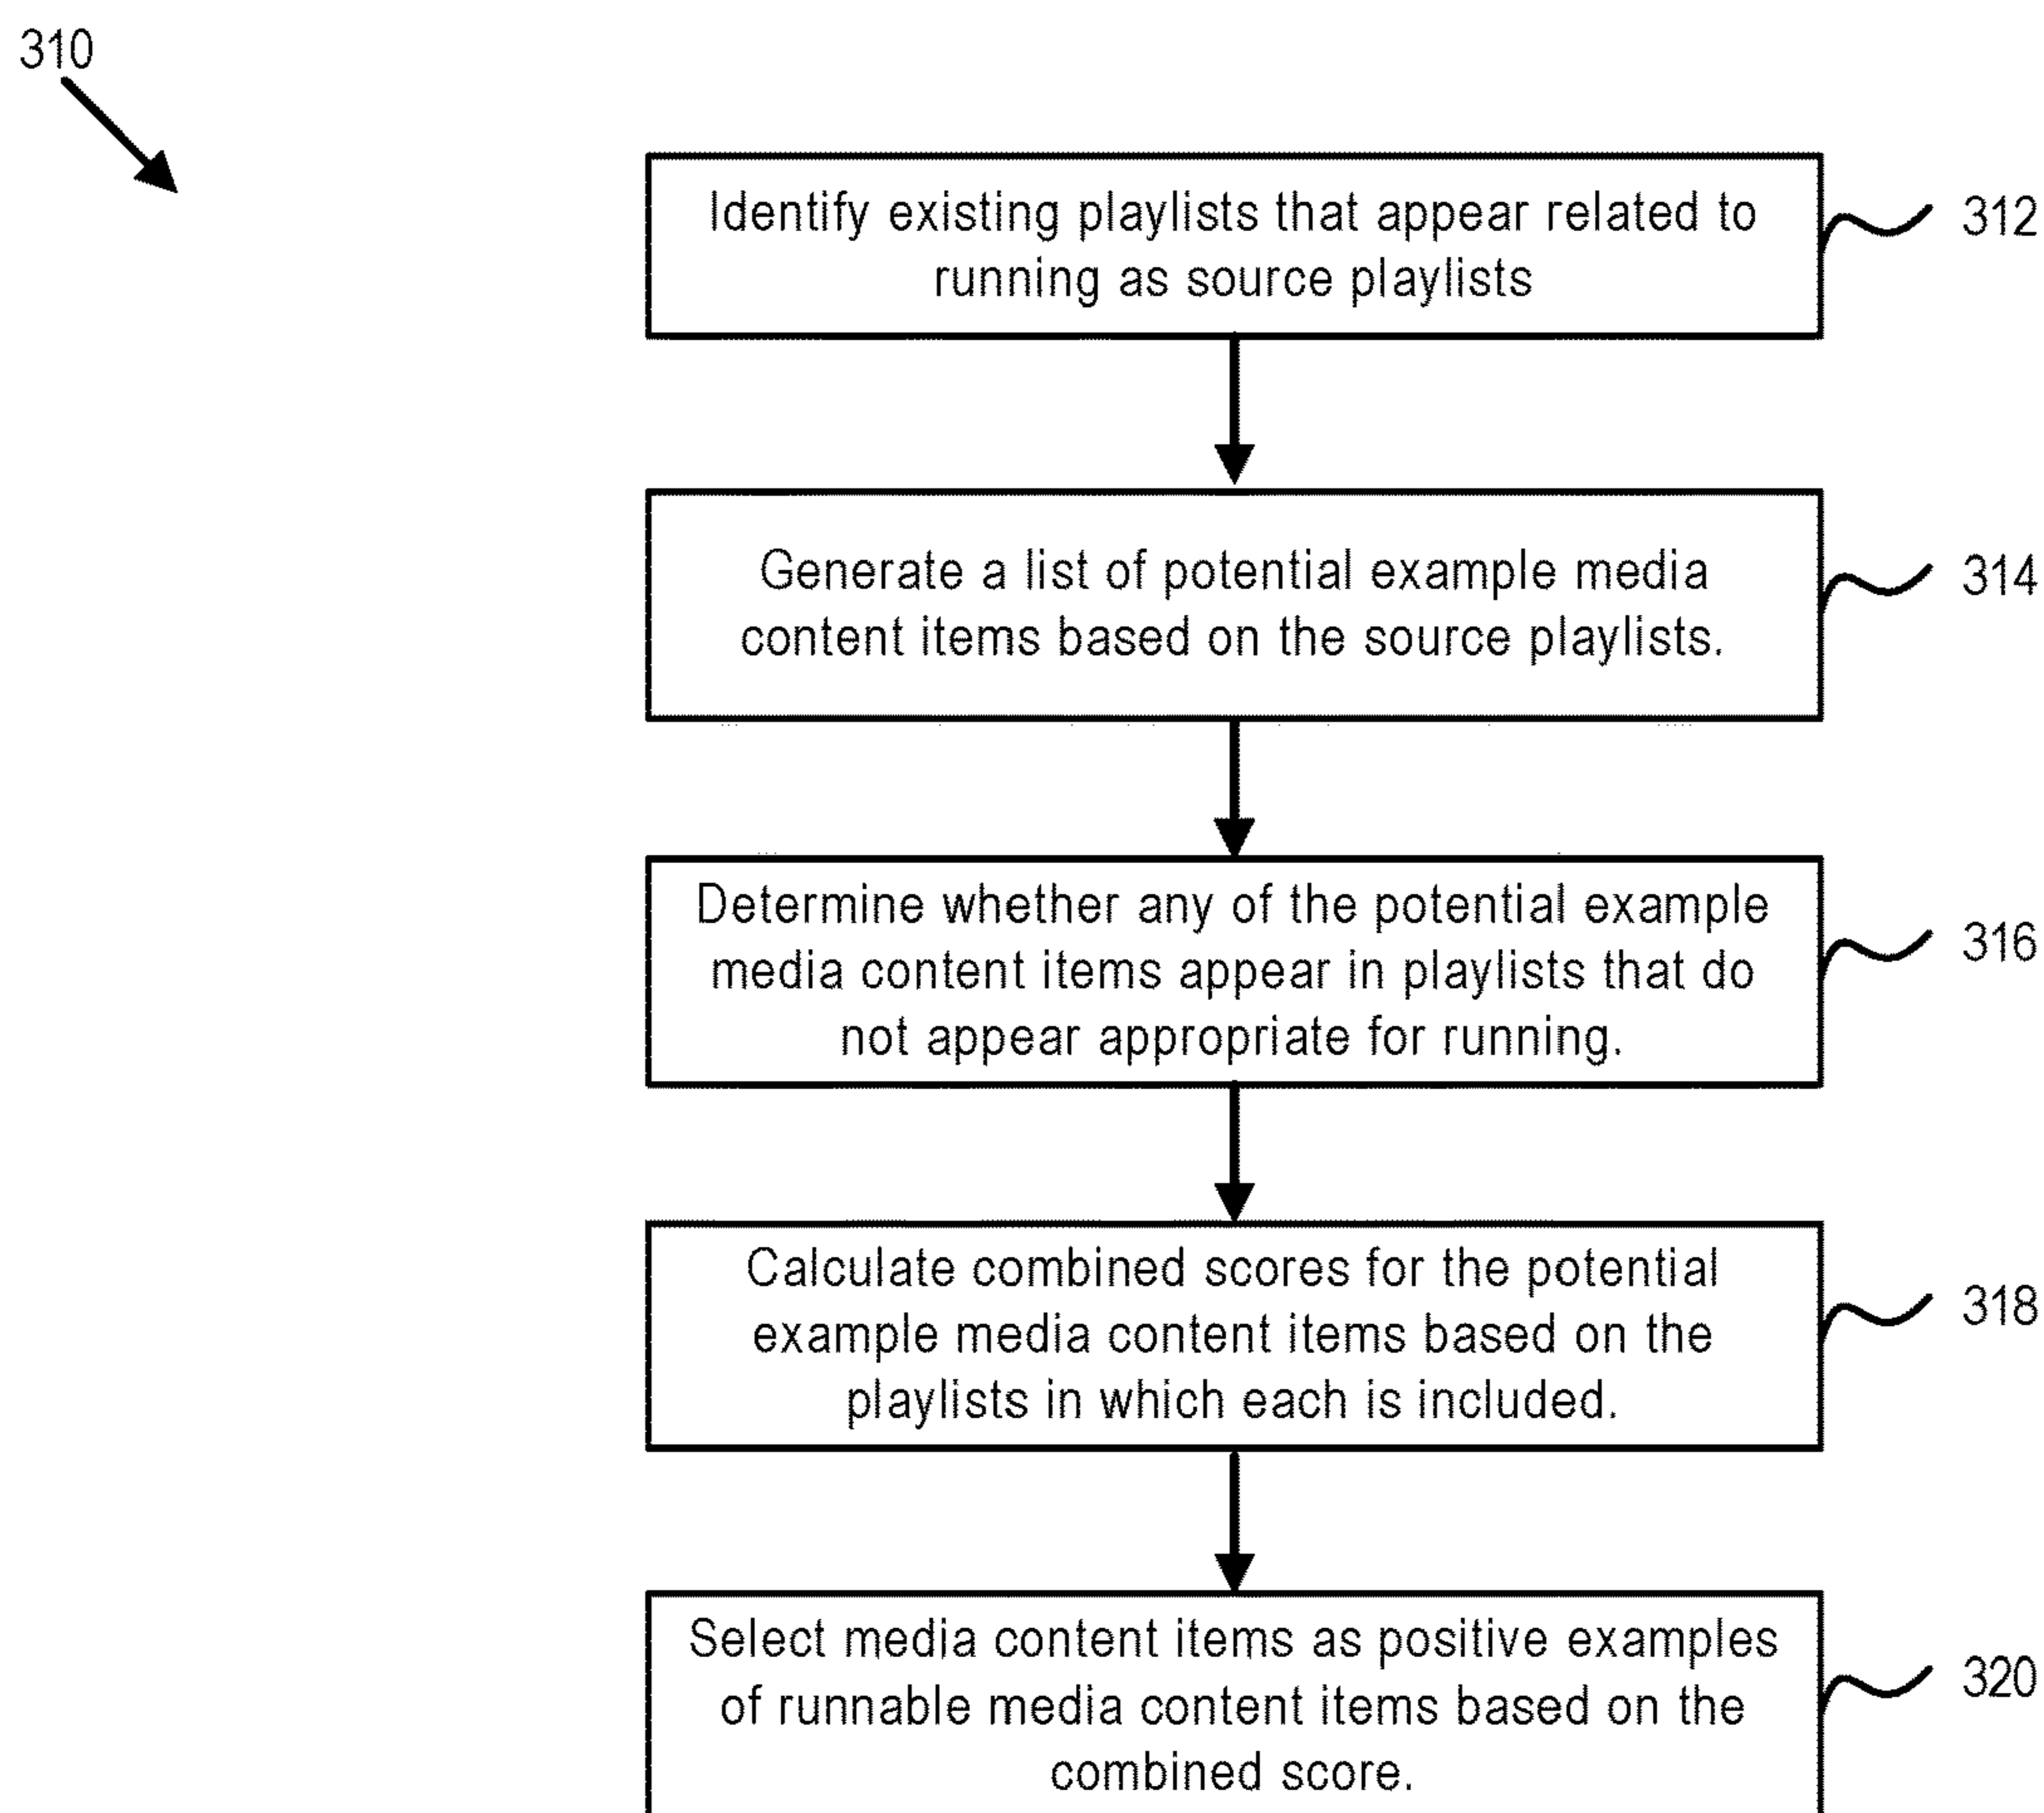 310
Identify existing playlists that appear related to
running as source playlists
312
Generate a list of potential example media
content items based on the source playlists.
314
Determine whether any of the potential example
media content items appear in playlists that do
not appear appropriate for running.
316
Calculate combined scores for the potential
example media content items based on the
playlists in which each is included.
318
Select media content items as positive examples
of runnable media content items based on the
combined score.
320